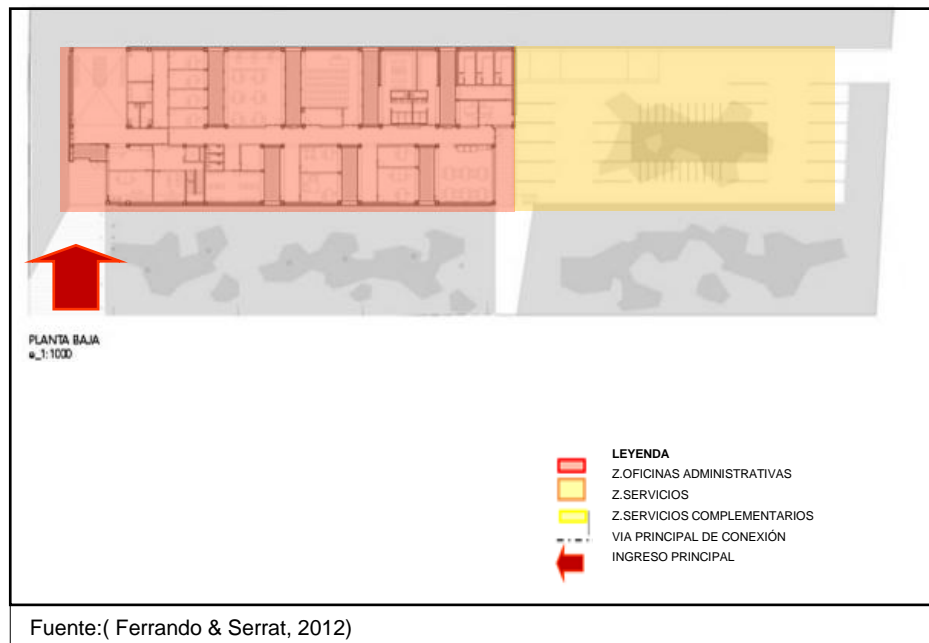 PLANTA BAJA
e_1:1000
LEYENDA
Z.OFICINAS ADMINISTRATIVAS
Z.SERVICIOS
Z.SERVICIOS COMPLEMENTARIOS
VIA PRINCIPAL DE CONEXIÓN
INGRESO PRINCIPAL
Fuente:( Ferrando & Serrat, 2012)